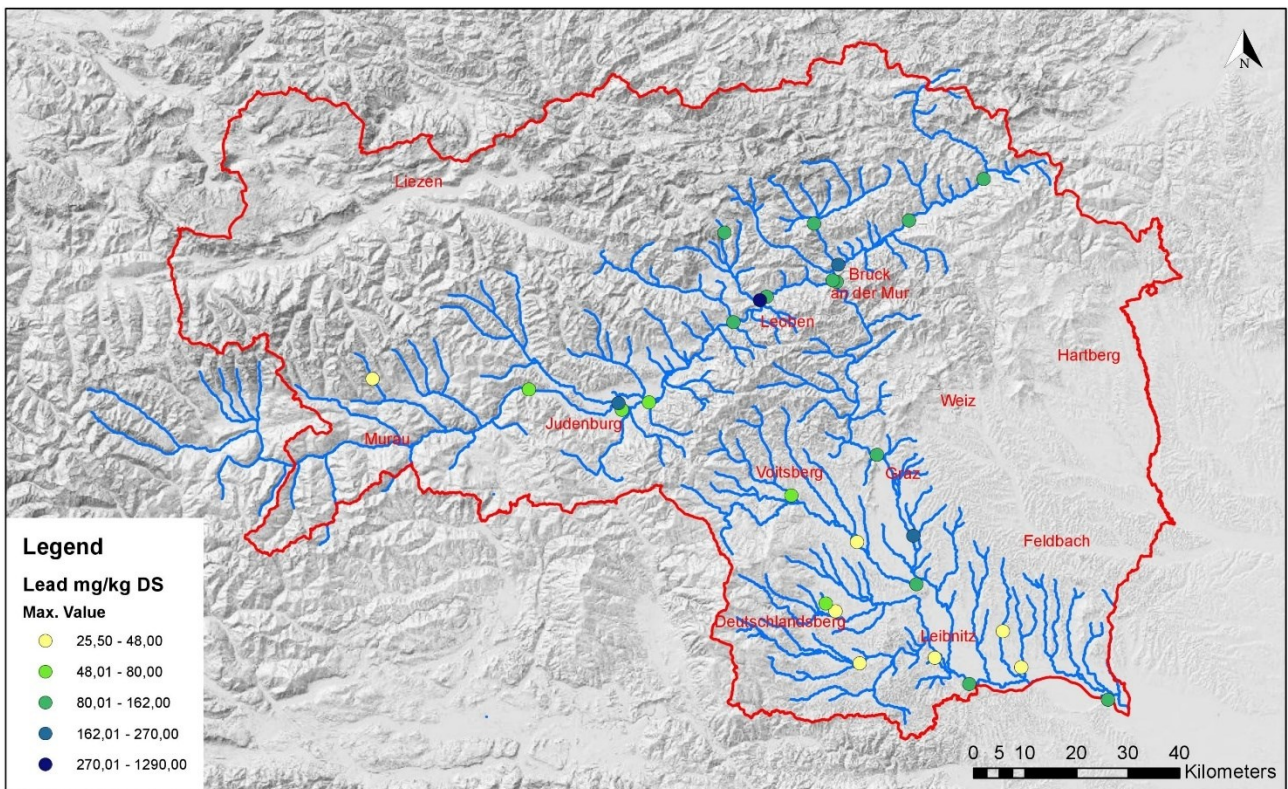 N
Liezen
Bruck
an der Mur
Leoben
Hartberg
Weiz
Murau
Judenburg
Voitsberg
Graz
Feldbach
Deutschlandsberg
Leibnitz
Legend
Lead mg/kg DS
Max. Value
25,50 - 48,00
48,01 - 80,00
80,01 - 162,00
162,01 - 270,00
270,01 - 1290,00
0 5 10 20 30 40
Kilometers